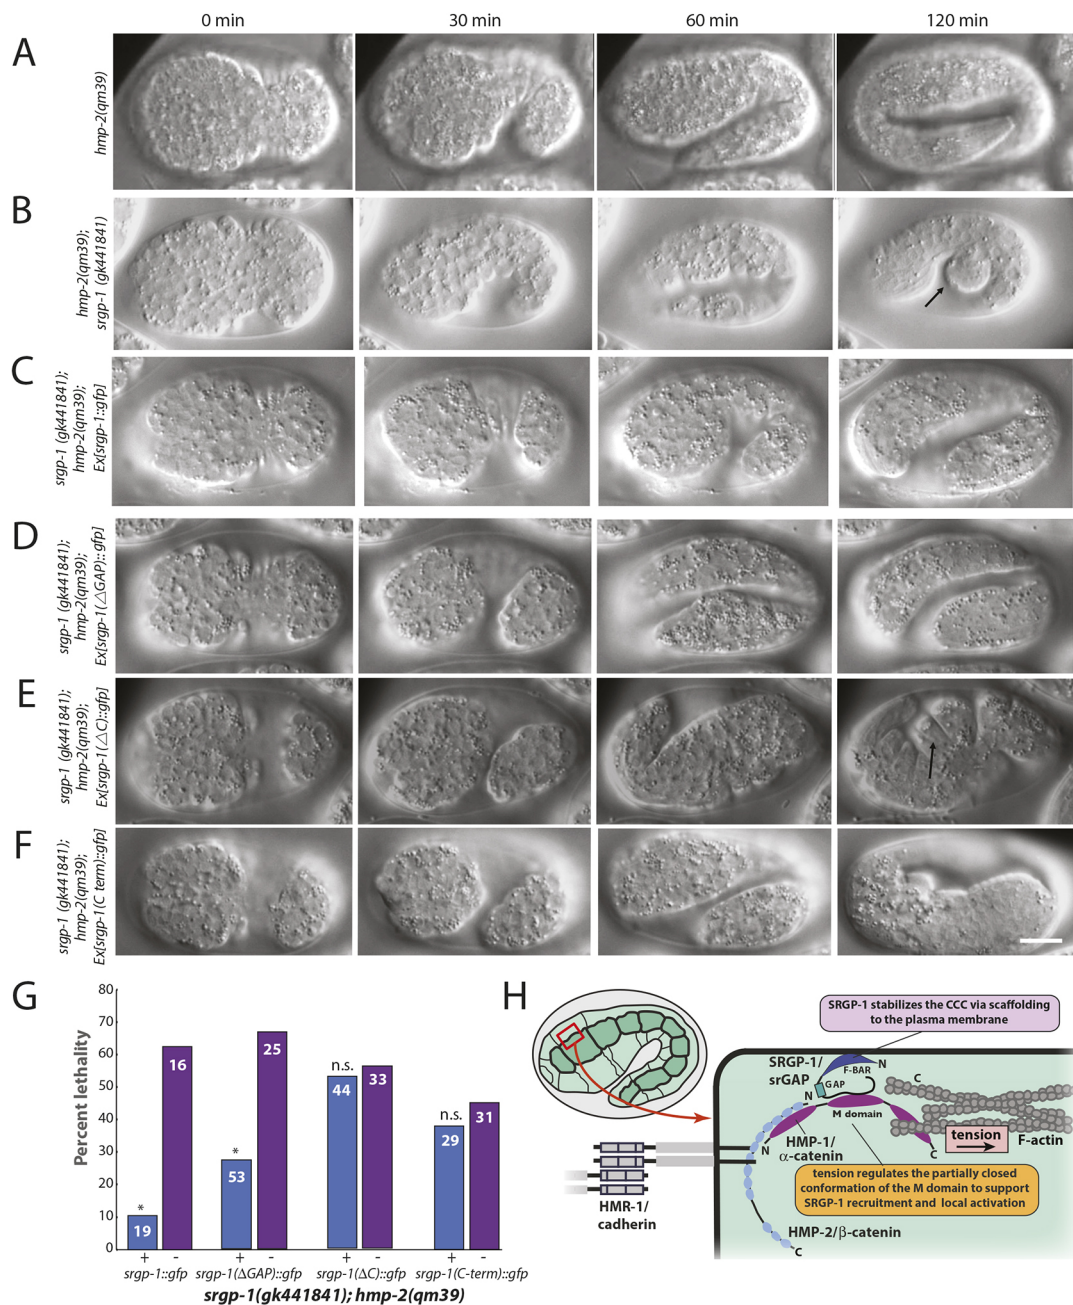 0 min
30 min
60 min
120 min
A
hmp-2(qm39)
B
hmp-2(qm39);
srgp-1 (gk441841)
C
srgp-1 (gk441841);
hmp-2(qm39);
Ex[srgp-1::gfp]
D
srgp-1 (gk441841);
hmp-2(qm39);
Ex[srgp-1(△GAP)::gfp]
E
srgp-1 (gk441841);
hmp-2(qm39);
Ex[srgp-1(△C)::gfp]
F
srgp-1 (gk441841);
hmp-2(qm39);
Ex[srgp-1(C term)::gfp]
G
Percent lethality
80
70
60
50
40
30
20
10
0
*
19
16
*
53
25
n.s.
44
33
n.s.
29
31
+ - + - + - + -
srgp-1::gfp srgp-1(ΔGAP)::gfp srgp-1(ΔC)::gfp srgp-1(C-term)::gfp
srgp-1(gk441841); hmp-2(qm39)
H
SRGP-1 stabilizes the CCC via scaffolding
to the plasma membrane
SRGP-1/
srGAP
F-BAR
N
GAP
C
N
M domain
F-actin
N
HMP-1/
α-catenin
C
tension
tension regulates the partially closed
conformation of the M domain to support
SRGP-1 recruitment and local activation
HMR-1/
cadherin
HMP-2/β-catenin
C